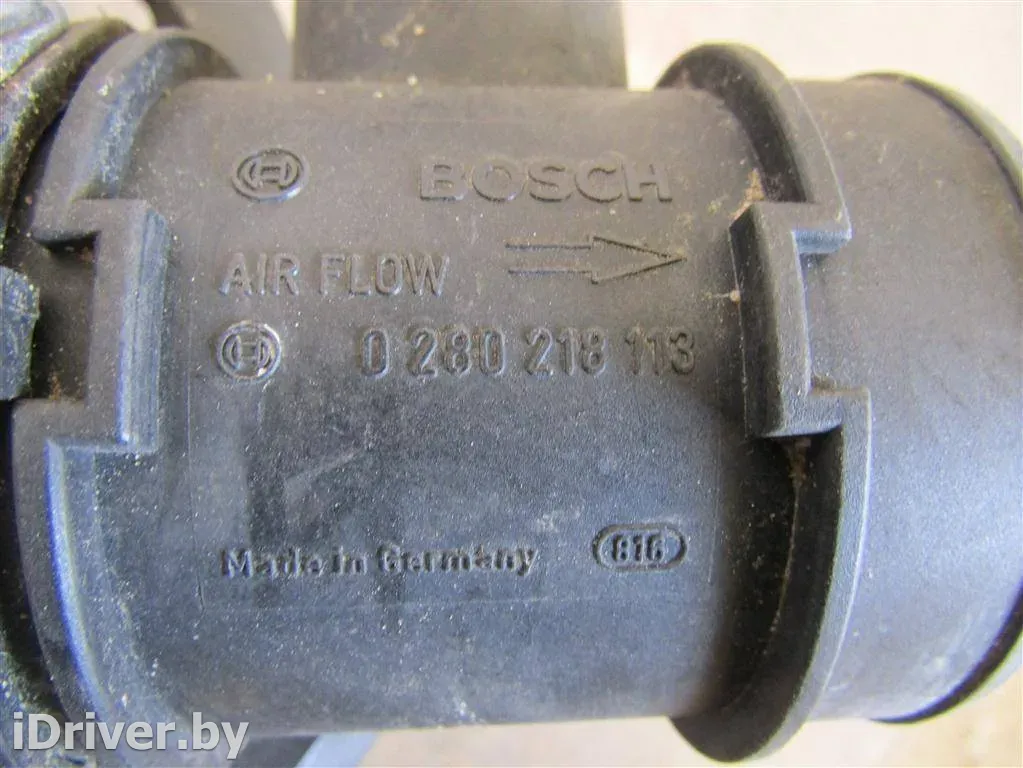 BOSCH
AIR FLOW
0 280 218 113
Made in Germany 816
iDriver.by